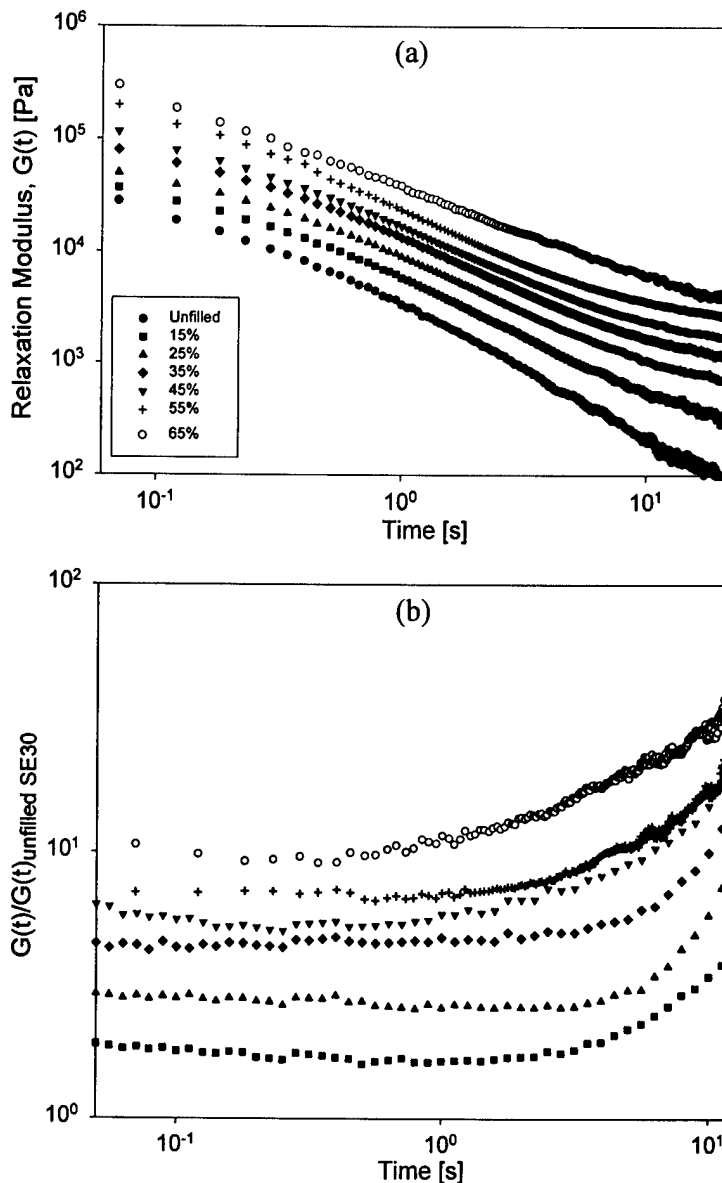 (a)
Relaxation Modulus, G(t) [Pa]
10⁶
10⁵
10⁴
10³
10²
Unfilled
15%
25%
35%
45%
55%
65%
10⁻¹
10⁰
10¹
Time [s]
(b)
G(t)/G(t)unfilled SE30
10²
10¹
10⁰
10⁻¹
10⁰
10¹
Time [s]